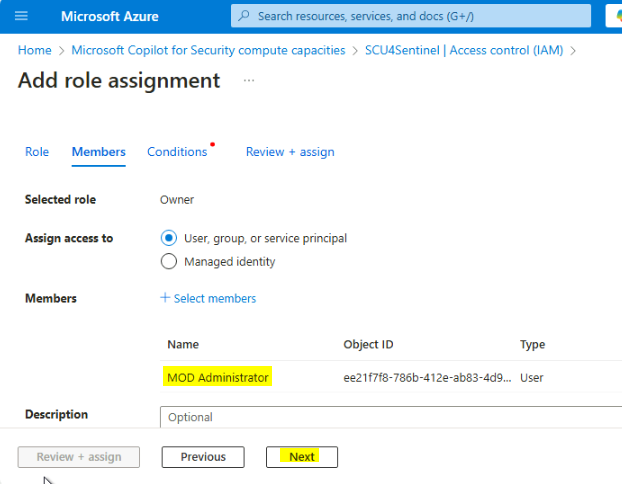 Microsoft Azure
Search resources, services, and docs (G+/)
Home > Microsoft Copilot for Security compute capacities > SCU4Sentinel | Access control (IAM) >
Add role assignment ...
Role Members Conditions Review + assign
Selected role Owner
Assign access to User, group, or service principal
Managed identity
Members + Select members
Name Object ID Type
MOD Administrator ee21f7f8-786b-412e-ab83-4d9... User
Description Optional
Review + assign Previous Next